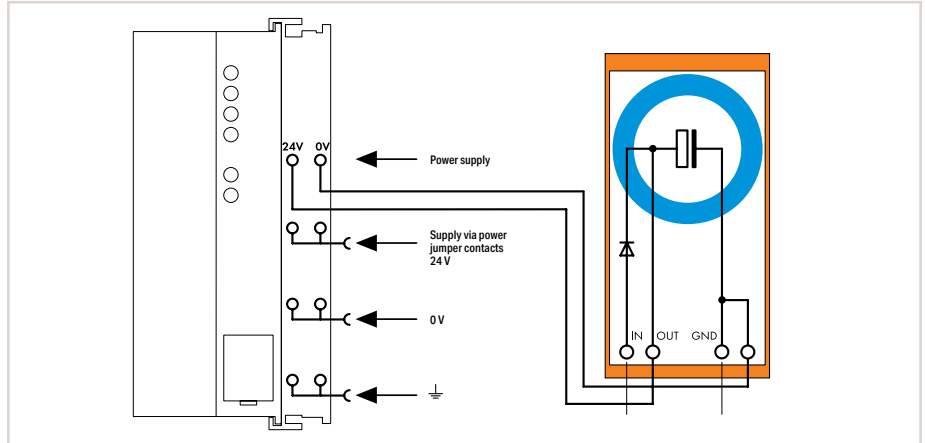 24V 0V
Power supply
Supply via power
jumper contacts
24 V
0 V
IN OUT GND